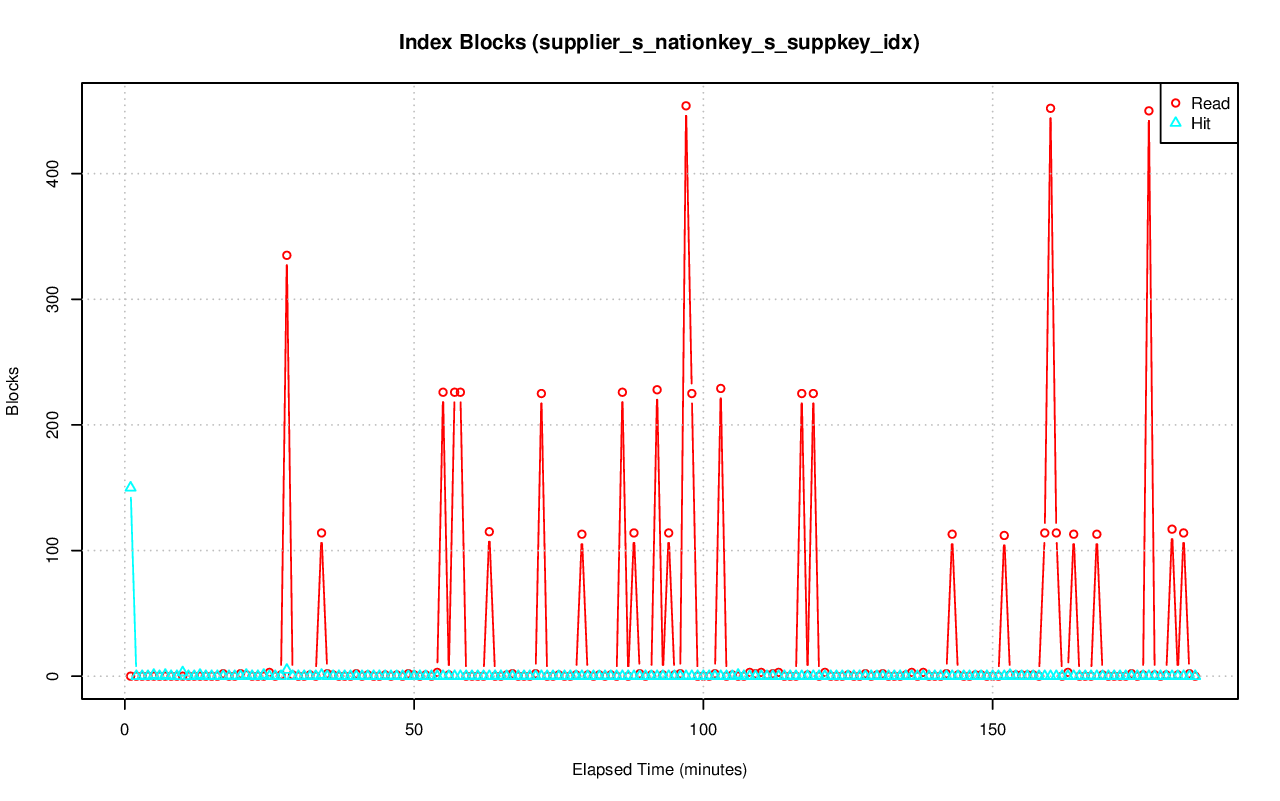 Index Blocks (supplier_s_nationkey_s_suppkey_idx)
Read
Hit
Blocks
400
300
200
100
0
0
50
100
150
Elapsed Time (minutes)